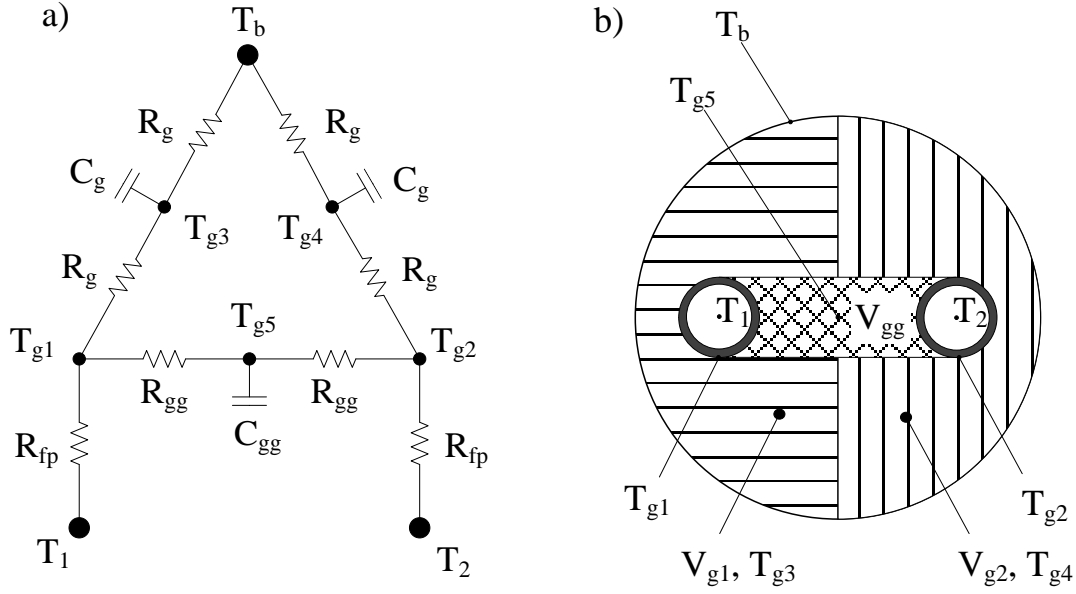 a)
T_b
R_g
R_g
C_g
C_g
T_g3
T_g4
R_g
R_g
T_g1
T_g5
T_g2
R_gg
R_gg
C_gg
R_fp
R_fp
T_1
T_2
b)
T_b
T_g5
T_1
V_gg
T_2
T_g1
T_g2
V_g1, T_g3
V_g2, T_g4